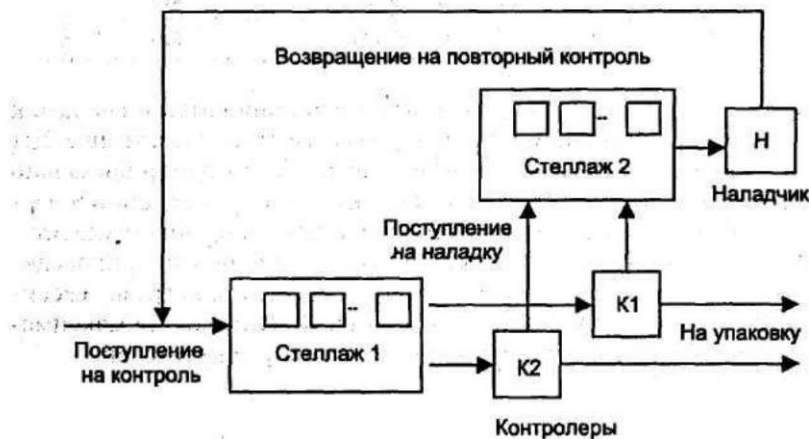 Возвращение на повторный контроль
Стеллаж 2
Н
Наладчик
Поступление
на наладку
К1
Стеллаж 1
На упаковку
Поступление
на контроль
К2
Контролеры